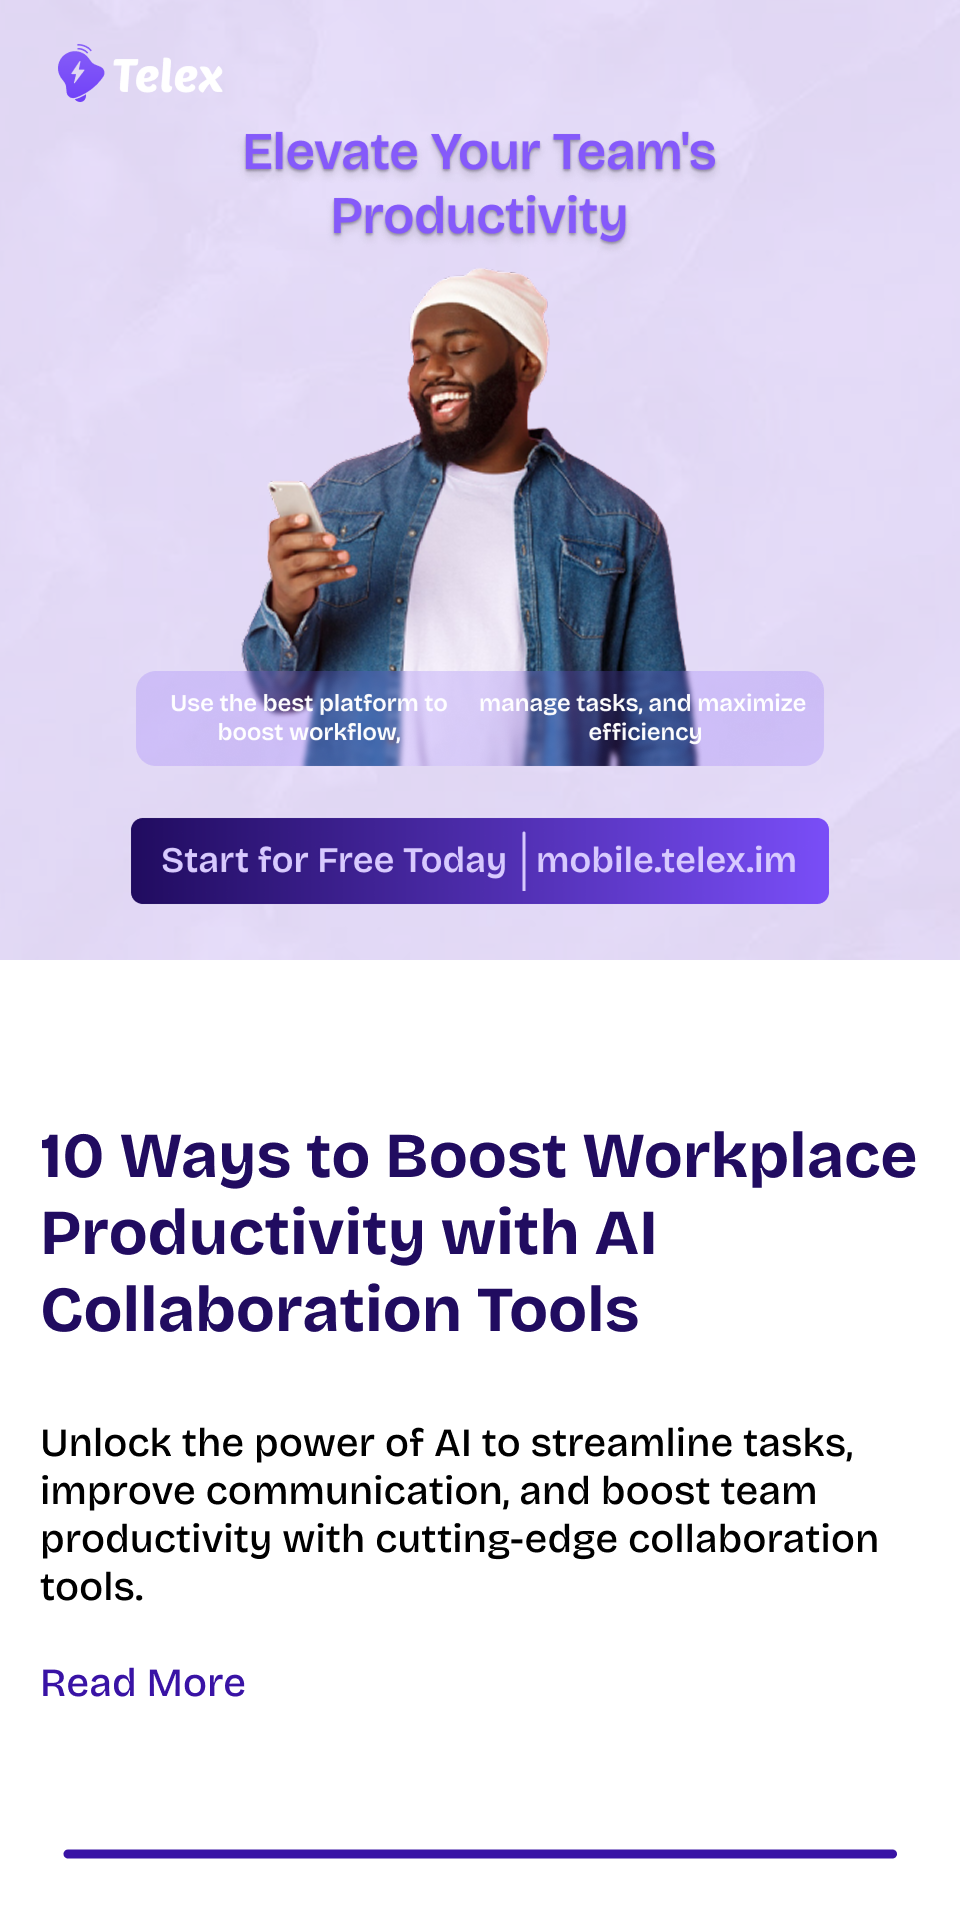 Telex
Elevate Your Team's
Productivity
Use the best platform to
boost workflow,
manage tasks, and maximize
efficiency
Start for Free Today | mobile.telex.im
10 Ways to Boost Workplace
Productivity with AI
Collaboration Tools
Unlock the power of AI to streamline tasks,
improve communication, and boost team
productivity with cutting-edge collaboration
tools.
Read More